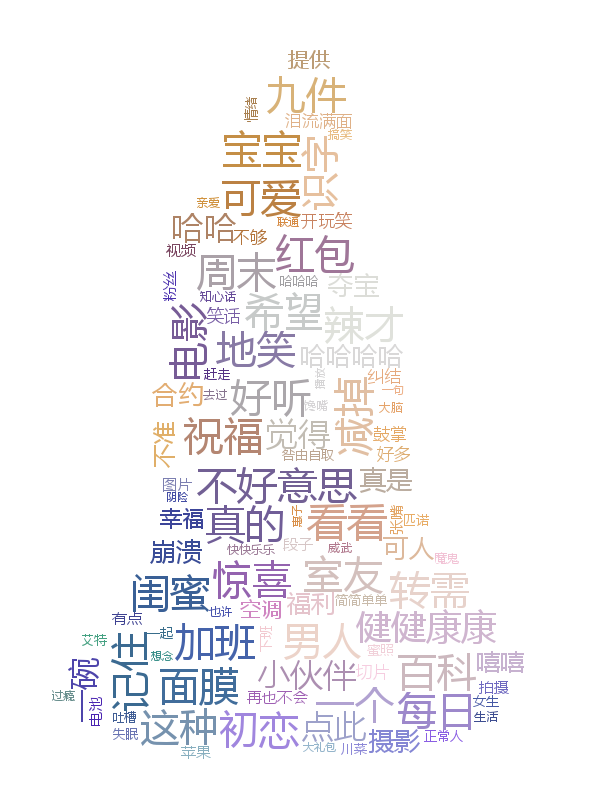 提供
九件
情绪
泪流满面
搞笑
宝宝
识字
可爱
亲爱
哈哈
联通
开玩笑
不够
视频
红包
周末
哈哈哈
粉丝
知心话
夺宝
希望
笑话
辣才
电影
地笑
哈哈哈哈
赶走
纠结
一句
合约
去过
好听
馋嘴
减掉
大脑
祝福
觉得
鼓掌
不准
好多
咎由自取
图片
阴险
不好意思
真是
幸福
真的
看看
匹诺
威武
段子
快快乐乐
崩溃
可人
魔鬼
闺蜜
惊喜
室友
转需
空调
福利
简简单单
也许
有点
健健康康
艾特
一起
加班
男人
想念
蜜照
记住
一碗
小伙伴
切片
百科
嘻嘻
过瘾
面膜
再也不会
一个
每日
拍摄
女生
电池
吐槽
生活
失眠
这种
初恋
点此
摄影
正常人
苹果
大礼包
川菜